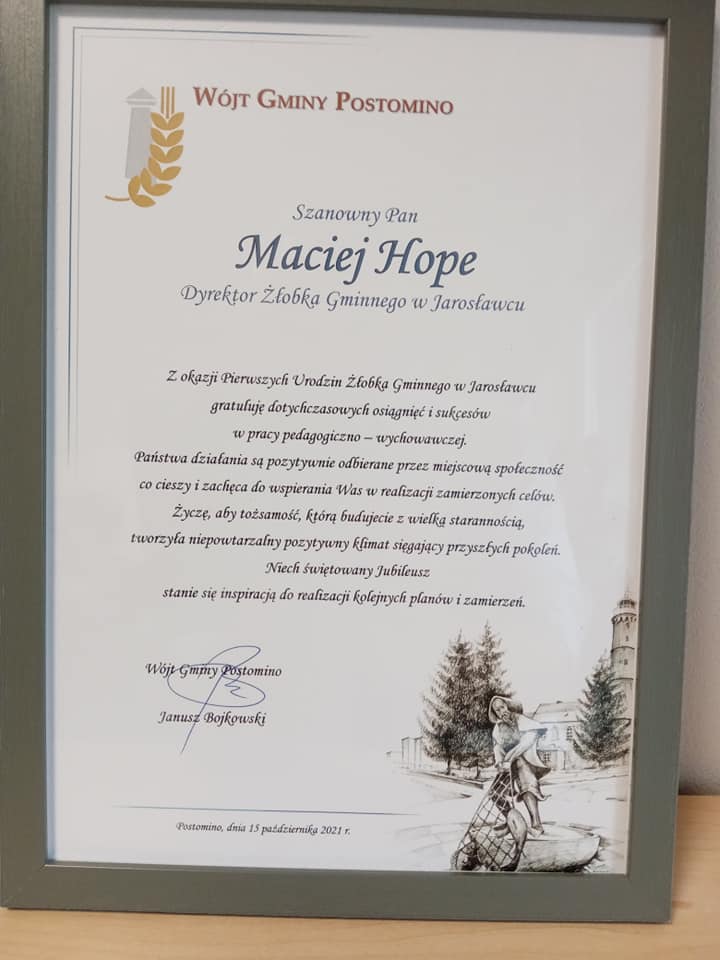 Wójt Gminy Postomino
Szanowny Pan
Maciej Hope
Dyrektor Żłobka Gminnego w Jarosławcu
Z okazji Pierwszych Urodzin Żłobka Gminnego w Jarosławcu
gratuluję dotychczasowych osiągnięć i sukcesów
w pracy pedagogiczno – wychowawczej.
Państwa działania są pozytywnie odbierane przez miejscową społeczność
co cieszy i zachęca do wspierania Was w realizacji zamierzonych celów.
Życzę, aby tożsamość, którą budujecie z wielką starannością,
tworzyła niepowtarzalny pozytywny klimat sięgający przyszłych pokoleń.
Niech świętowany Jubileusz
stanie się inspiracją do realizacji kolejnych planów i zamierzeń.
Wójt Gminy Postomino
Janusz Bojkowski
Postomino, dnia 15 października 2021 r.